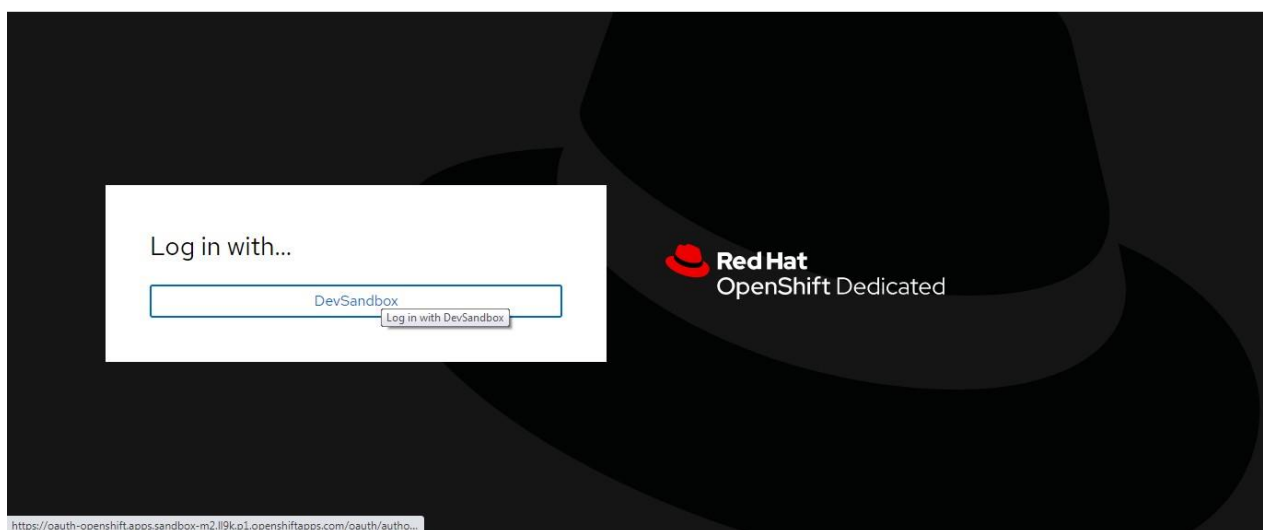 Log in with...
DevSandbox
Log in with DevSandbox
Red Hat
OpenShift Dedicated
https://oauth-openshift.apps.sandbox-m2.ll9k.p1.openshiftapps.com/oauth/autho...